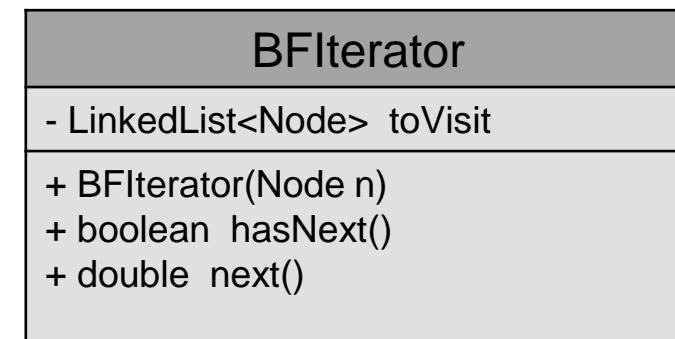 BFIterator
- LinkedList<Node> toVisit
+ BFIterator(Node n)
+ boolean hasNext()
+ double next()